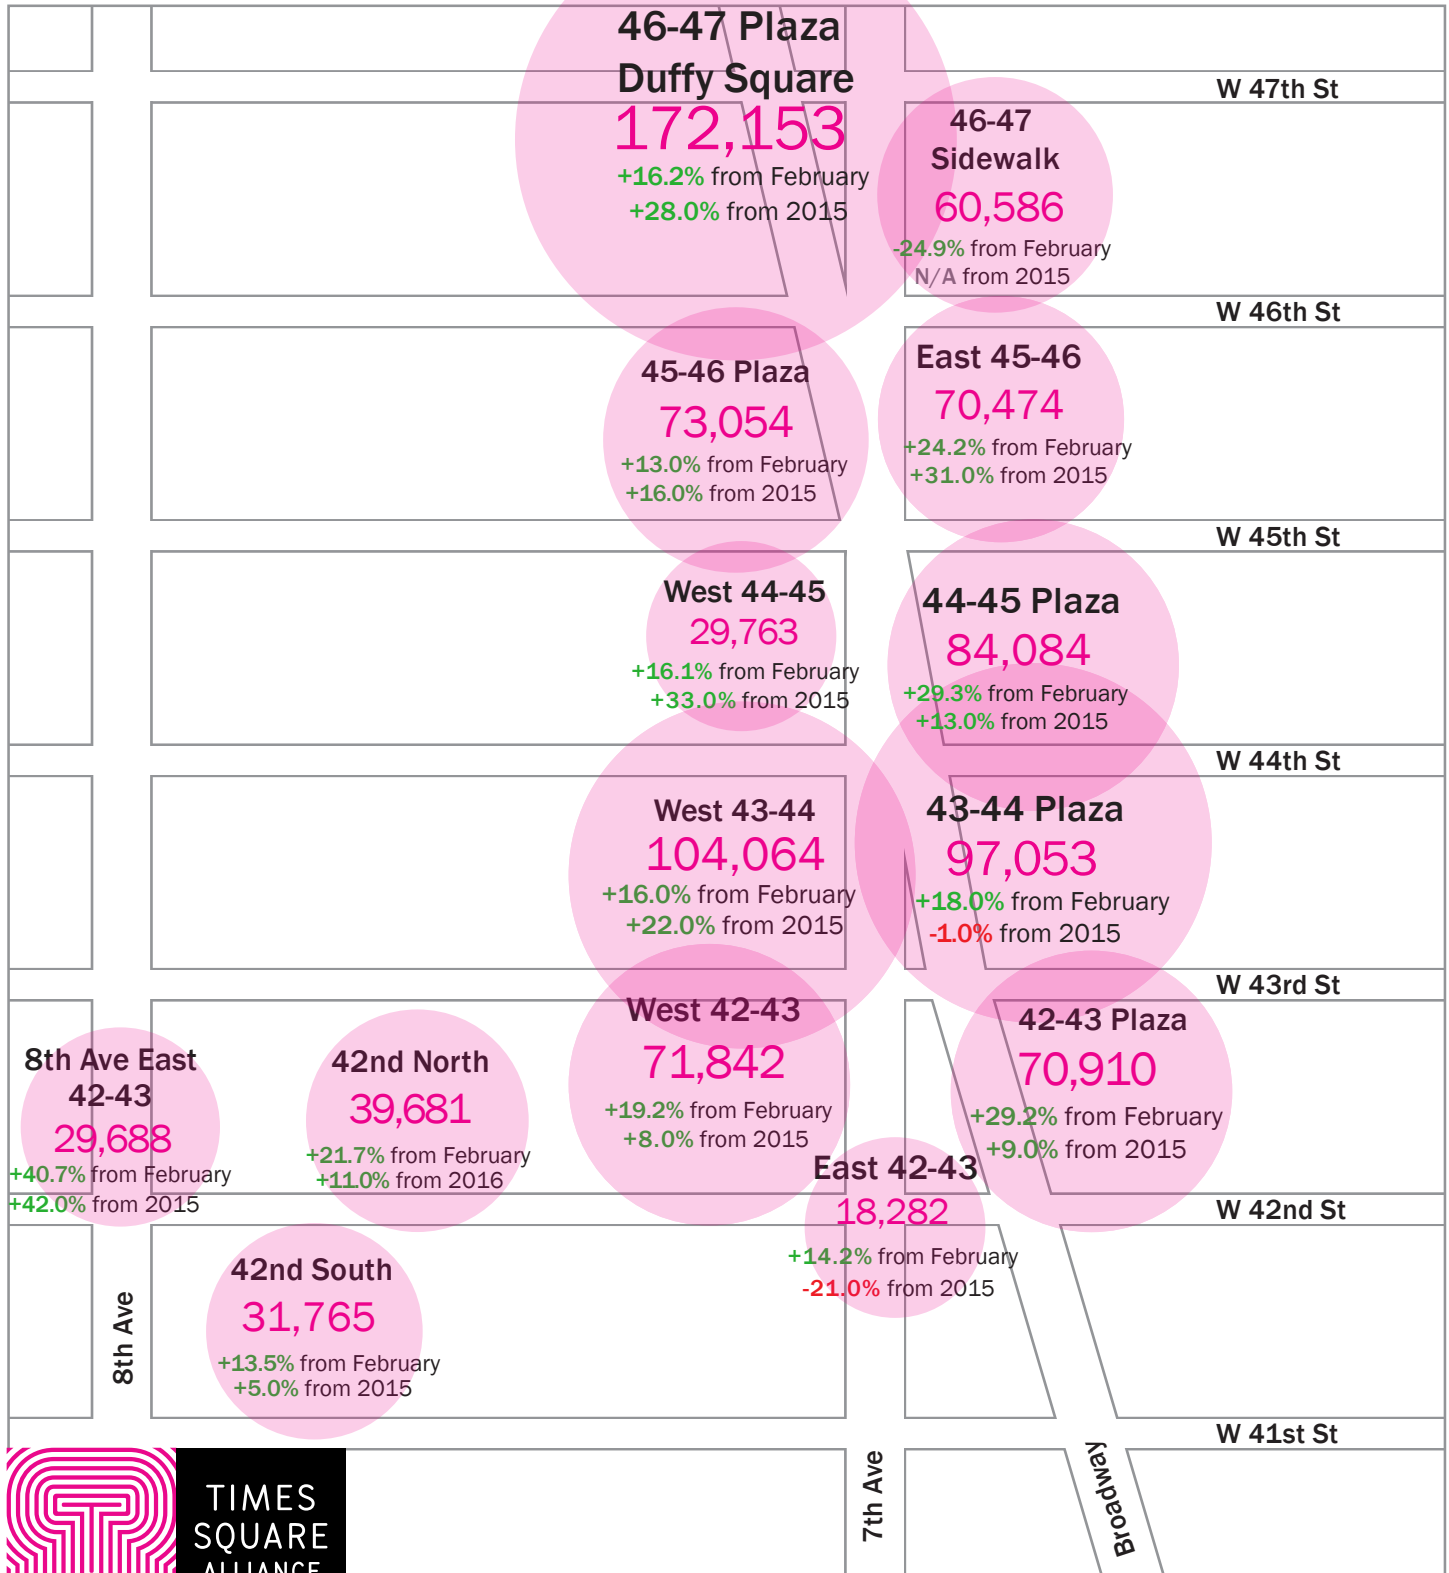 46-47 Plaza
Duffy Square
172,153
+16.2% from February
+28.0% from 2015
W 47th St
46-47
Sidewalk
60,586
-24.9% from February
N/A from 2015
W 46th St
45-46 Plaza
73,054
+13.0% from February
+16.0% from 2015
East 45-46
70,474
+24.2% from February
+31.0% from 2015
W 45th St
West 44-45
29,763
+16.1% from February
+33.0% from 2015
44-45 Plaza
84,084
+29.3% from February
+13.0% from 2015
W 44th St
West 43-44
104,064
+16.0% from February
+22.0% from 2015
43-44 Plaza
97,053
+18.0% from February
-1.0% from 2015
W 43rd St
8th Ave East
42-43
29,688
+40.7% from February
+42.0% from 2015
42nd North
39,681
+21.7% from February
+11.0% from 2016
West 42-43
71,842
+19.2% from February
+8.0% from 2015
42-43 Plaza
70,910
+29.2% from February
+9.0% from 2015
East 42-43
18,282
+14.2% from February
-21.0% from 2015
W 42nd St
42nd South
31,765
+13.5% from February
+5.0% from 2015
8th Ave
W 41st St
7th Ave
Broadway
TIMES
SQUARE
ALLIANCE